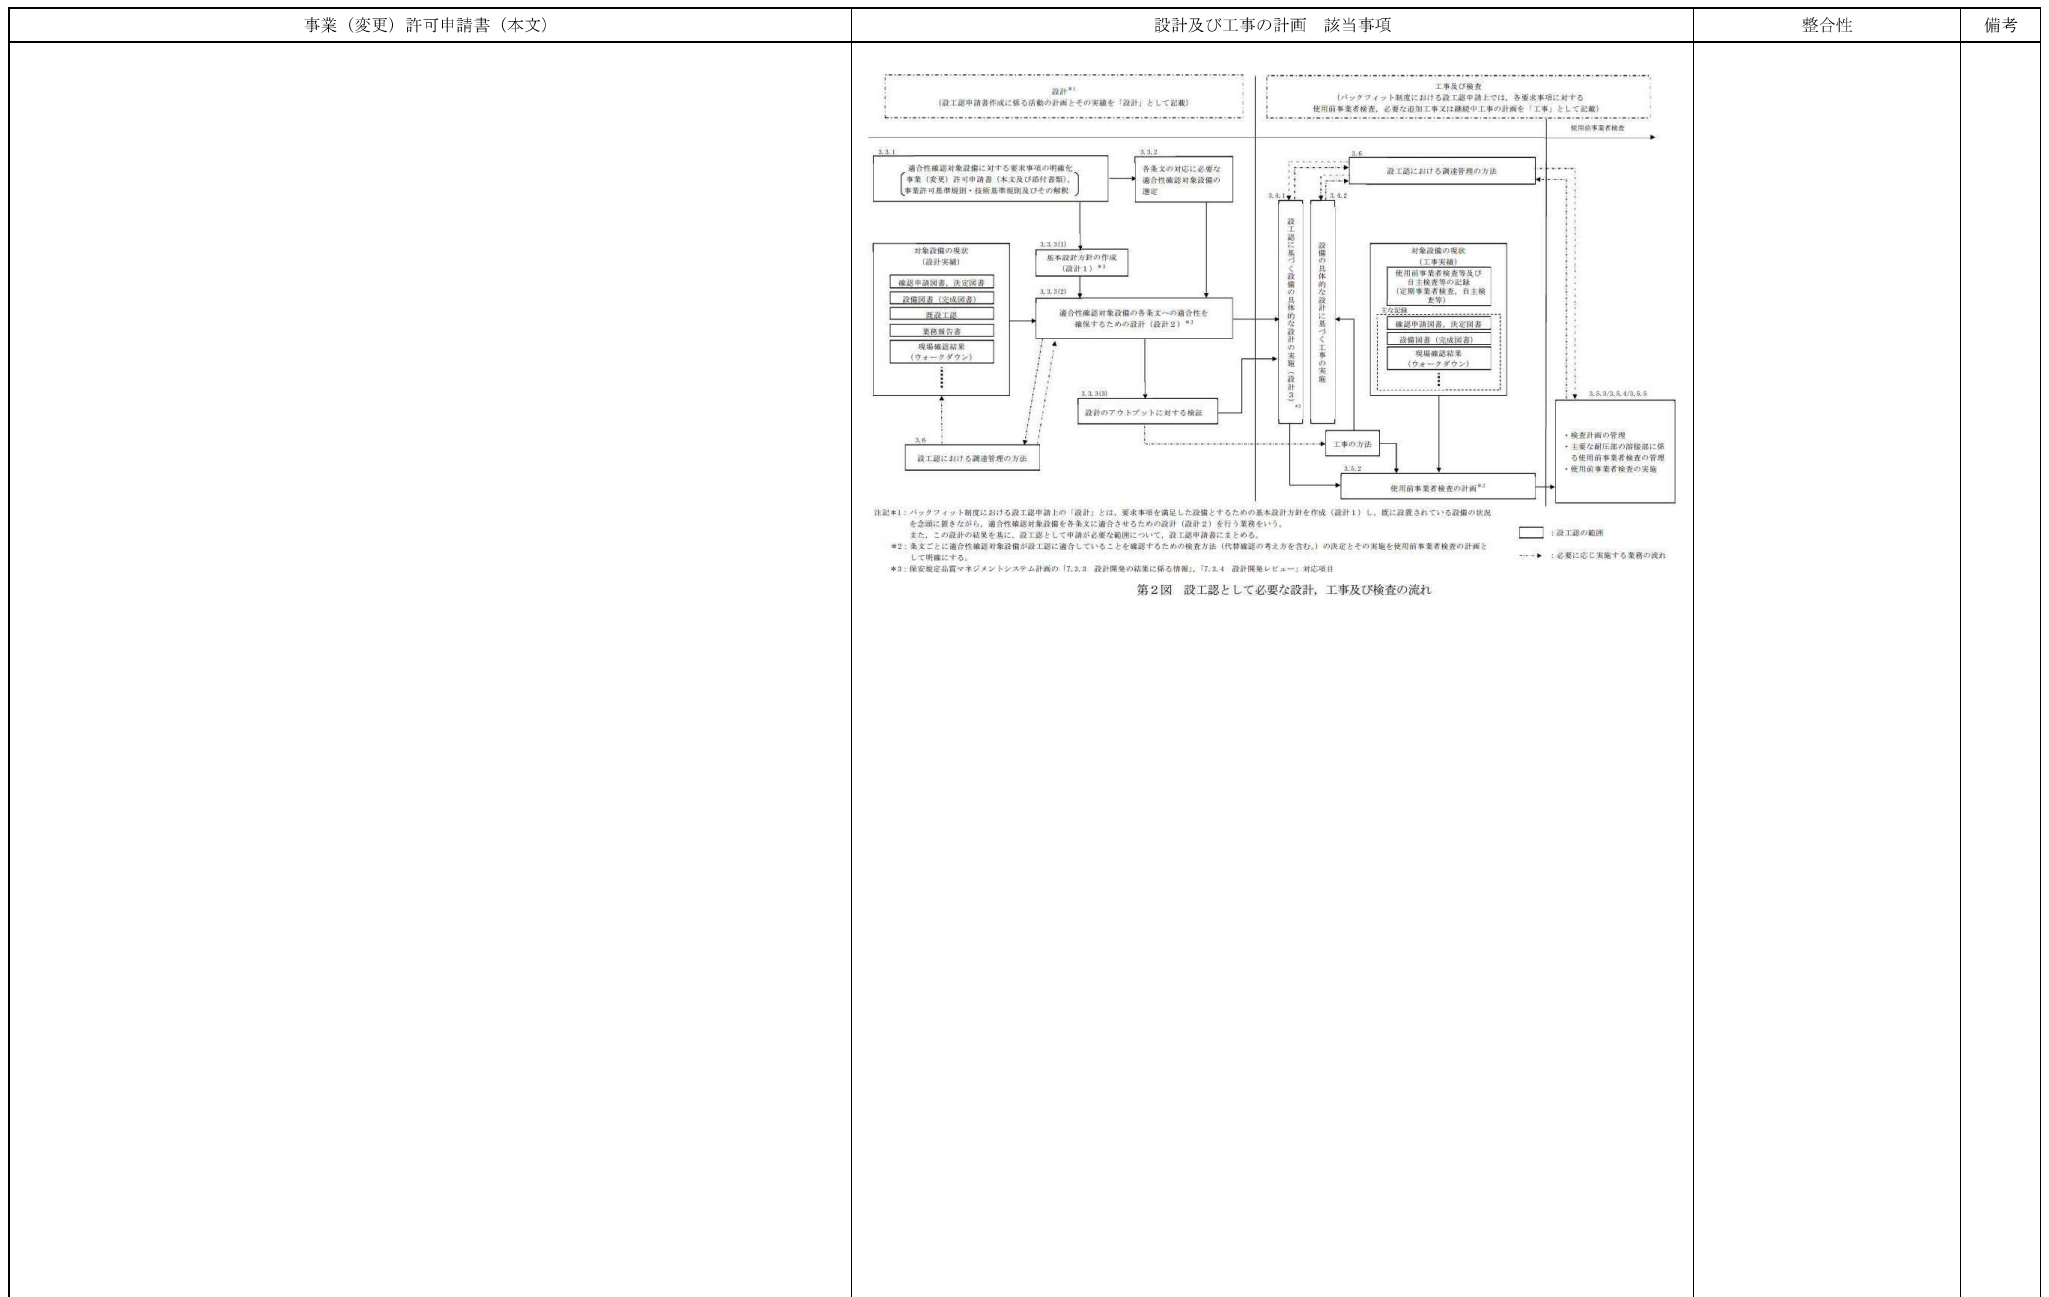 事業（変更）許可申請書（本文）
設計及び工事の計画　該当事項
整合性
備考
設計＊1
（設工認申請書作成に係る活動の計画とその実績を「設計」として記載）
工事及び検査
（バックフィット制度における設工認申請上では、各要求事項に対する
使用前事業者検査，必要な追加工事又は継続中工事の計画を「工事」として記載）
使用前事業者検査
3.3.1
適合性確認対象設備に対する要求事項の明確化
事業（変更）許可申請書（本文及び添付書類），
事業許可基準規則・技術基準規則及びその解釈
3.3.2
各条文の対応に必要な
適合性確認対象設備の
選定
3.6
設工認における調達管理の方法
3.4.1
設工認に基づく設備の具体的な設計の実施（設計３）＊3
3.4.2
設備の具体的な設計に基づく工事の実施
対象設備の現状
（設計実績）
確認申請図書，決定図書
設備図書（完成図書）
既設工認
業務報告書
現場確認結果
（ウォークダウン）
3.3.3(1)
基本設計方針の作成
（設計１）＊3
3.3.3(2)
適合性確認対象設備の各条文への適合性を
確保するための設計（設計２）＊3
3.3.3(3)
設計のアウトプットに対する検証
3.6
設工認における調達管理の方法
対象設備の現状
（工事実績）
使用前事業者検査等及び
自主検査等の記録
（定期事業者検査，自主検
査等）
主な記録
確認申請図書，決定図書
設備図書（完成図書）
現場確認結果
（ウォークダウン）
工事の方法
3.5.2
使用前事業者検査の計画＊2
3.5.3/3.5.4/3.5.5
・検査計画の管理
・主要な耐圧部の溶接部に係
る使用前事業者検査の管理
・使用前事業者検査の実施
注記＊1：バックフィット制度における設工認申請上の「設計」とは，要求事項を満足した設備とするための基本設計方針を作成（設計１）し，既に設置されている設備の状況
を念頭に置きながら，適合性確認対象設備を各条文に適合させるための設計（設計２）を行う業務をいう。
また，この設計の結果を基に，設工認として申請が必要な範囲について，設工認申請書にまとめる。
＊2：条文ごとに適合性確認対象設備が設工認に適合していることを確認するための検査方法（代替確認の考え方を含む。）の決定とその実施を使用前事業者検査の計画と
して明確にする。
＊3：保安規定品質マネジメントシステム計画の「7.3.3　設計開発の結果に係る情報」，「7.3.4　設計開発レビュー」対応項目
：設工認の範囲
：必要に応じ実施する業務の流れ
第２図　設工認として必要な設計，工事及び検査の流れ